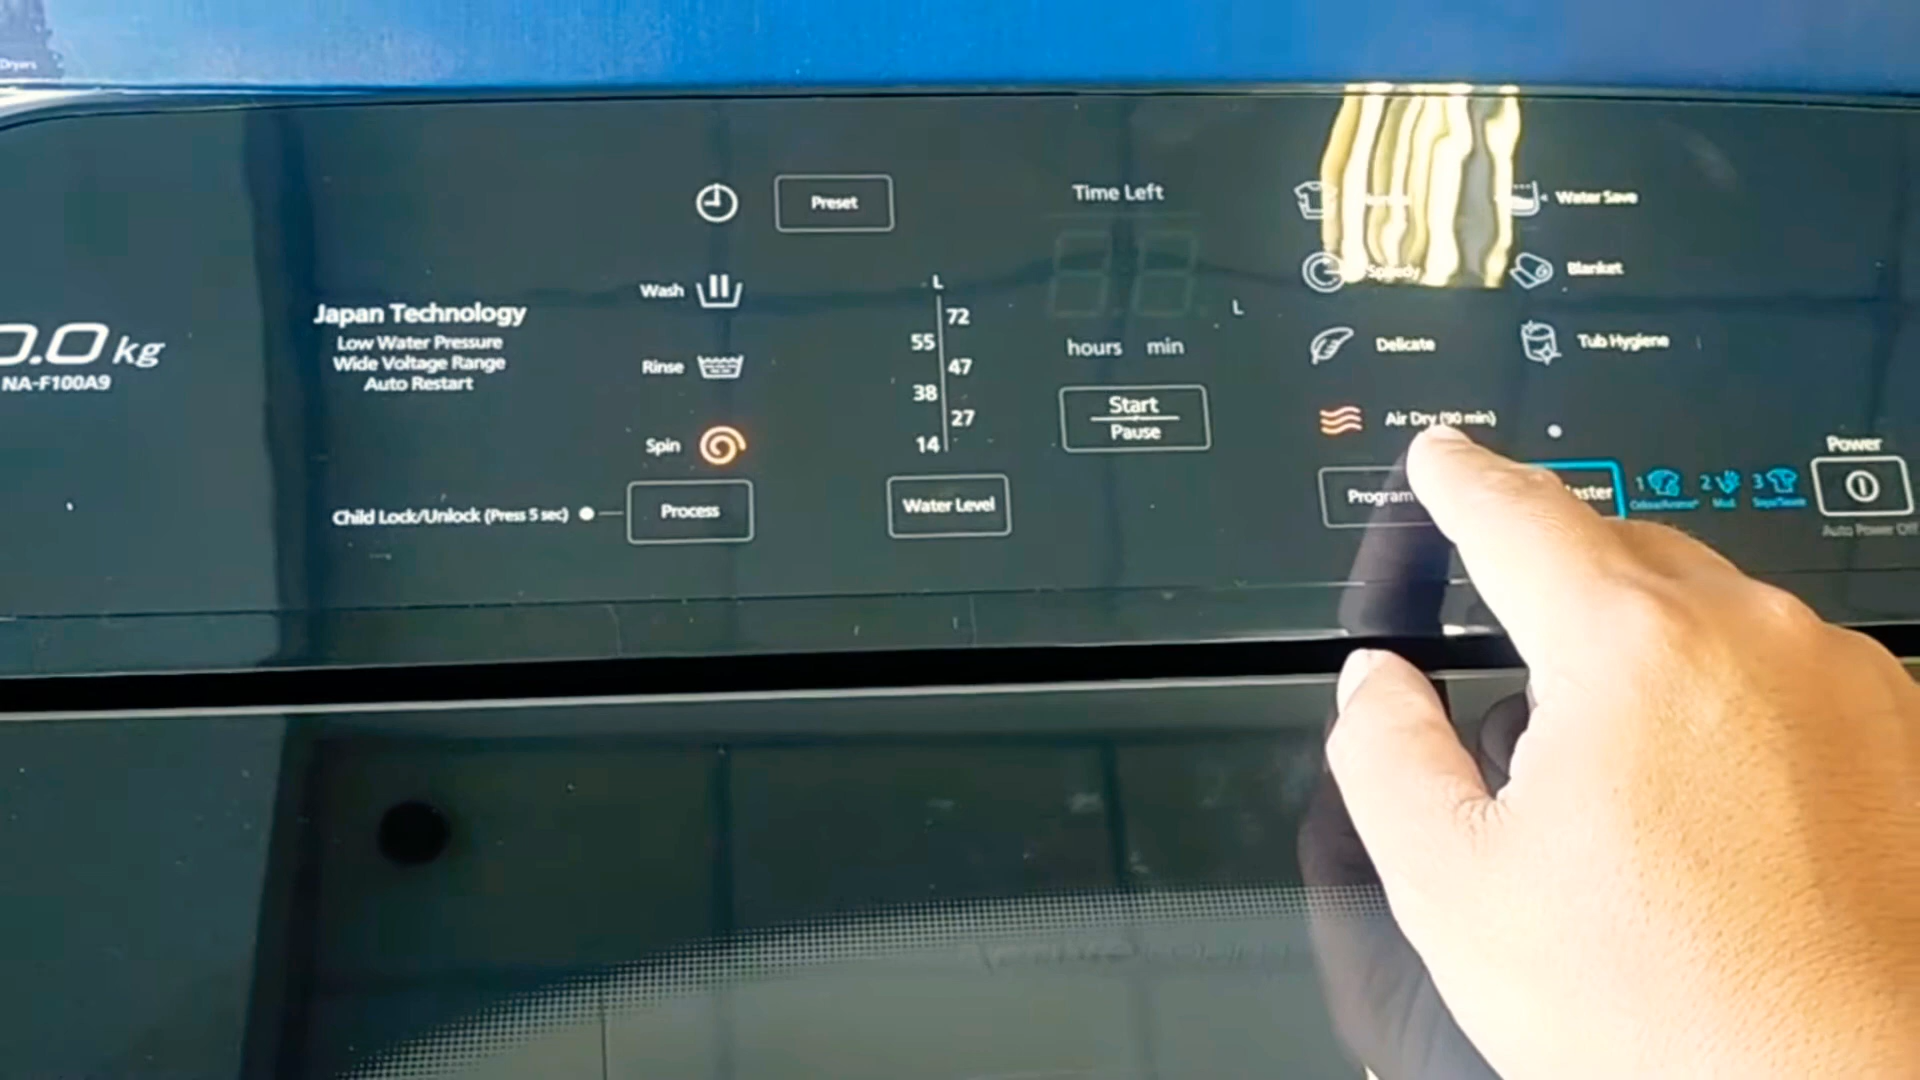 Dryers
0.0 kg
NA-F100A9
Japan Technology
Low Water Pressure
Wide Voltage Range
Auto Restart
Preset
Wash
Rinse
Spin
Child Lock/Unlock (Press 5 sec)
Process
L
72
55
47
38
27
14
Water Level
Time Left
L
hours min
Start
Pause
Speedy
Delicate
Air Dry (90 min)
Water Save
Blanket
Tub Hygiene
Program
1 2 3
Mud
Power
Auto Power Off